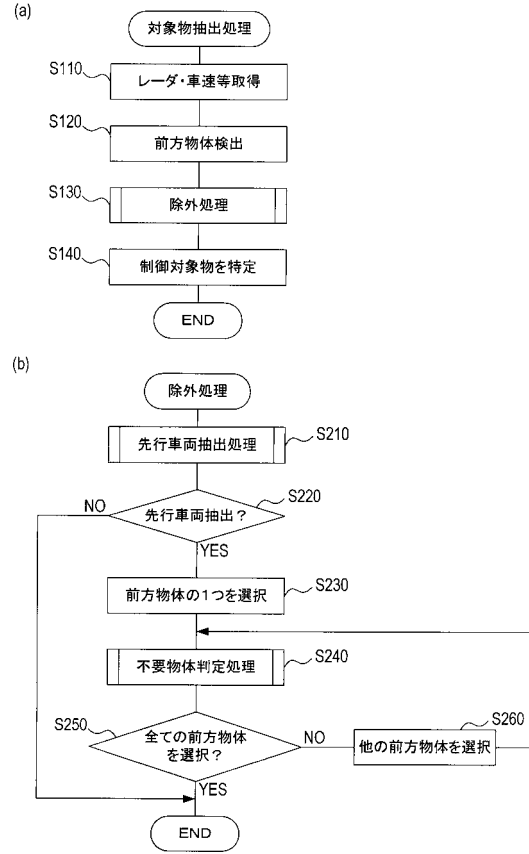 (a)
対象物抽出処理
S110
レーダ・車速等取得
S120
前方物体検出
S130
除外処理
S140
制御対象物を特定
END
(b)
除外処理
先行車両抽出処理
S210
S220
NO
先行車両抽出?
YES
前方物体の1つを選択
S230
不要物体判定処理
S240
S250
全ての前方物体
を選択?
NO
S260
他の前方物体を選択
YES
END